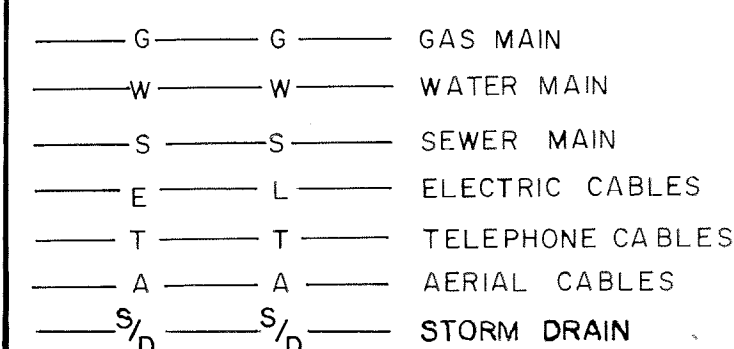 G G GAS MAIN
W W WATER MAIN
S S SEWER MAIN
E L ELECTRIC CABLES
T T TELEPHONE CABLES
A A AERIAL CABLES
S/D S/D STORM DRAIN